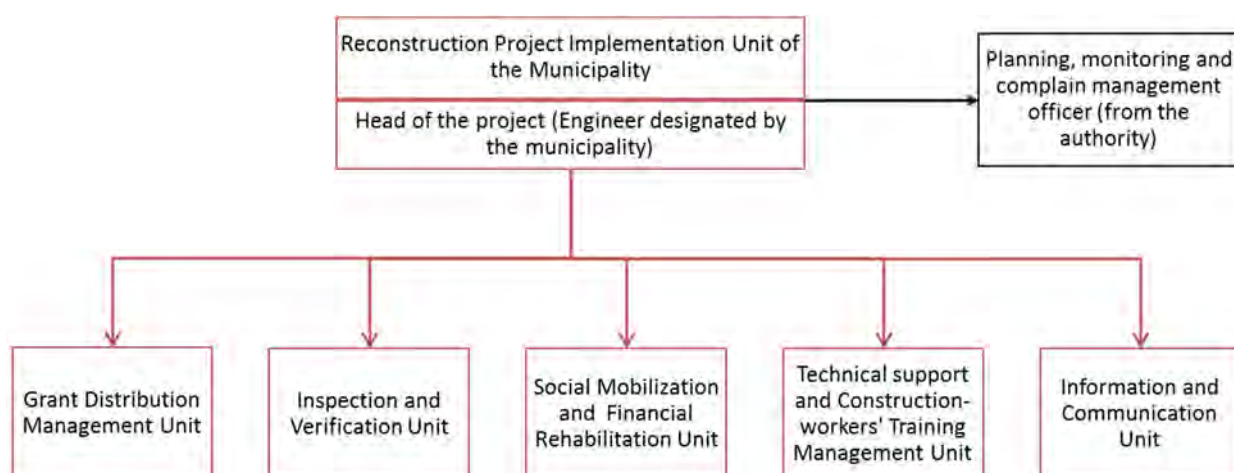 Reconstruction Project Implementation Unit of
the Municipality
Head of the project (Engineer designated by
the municipality)
Planning, monitoring and
complain management
officer (from the
authority)
Grant Distribution
Management Unit
Inspection and
Verification Unit
Social Mobilization
and Financial
Rehabilitation Unit
Technical support
and Construction-
workers' Training
Management Unit
Information and
Communication
Unit